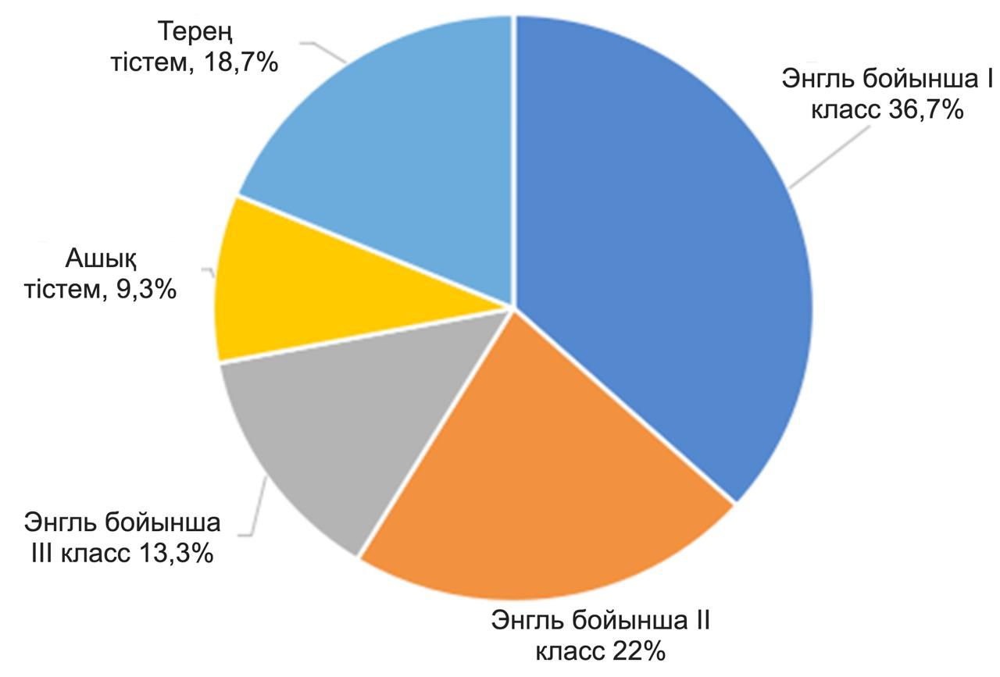 Терең
тістем, 18,7%
Энгль бойынша I
класс 36,7%
Ашық
тістем, 9,3%
Энгль бойынша
III класс 13,3%
Энгль бойынша II
класс 22%